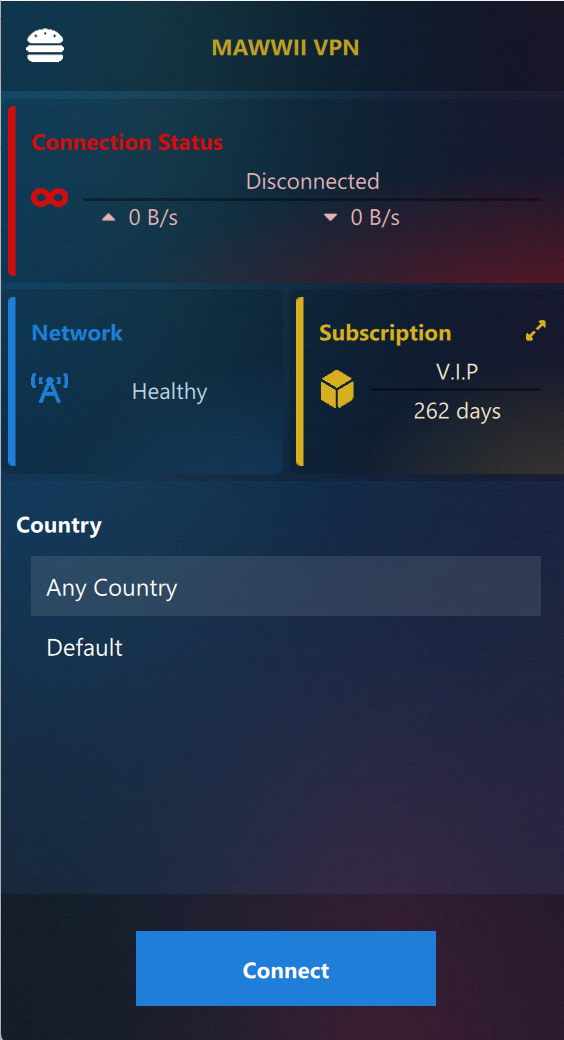 MAWWII VPN
Connection Status
Disconnected
0 B/s 0 B/s
Network
Healthy
Subscription
V.I.P
262 days
Country
Any Country
Default
Connect